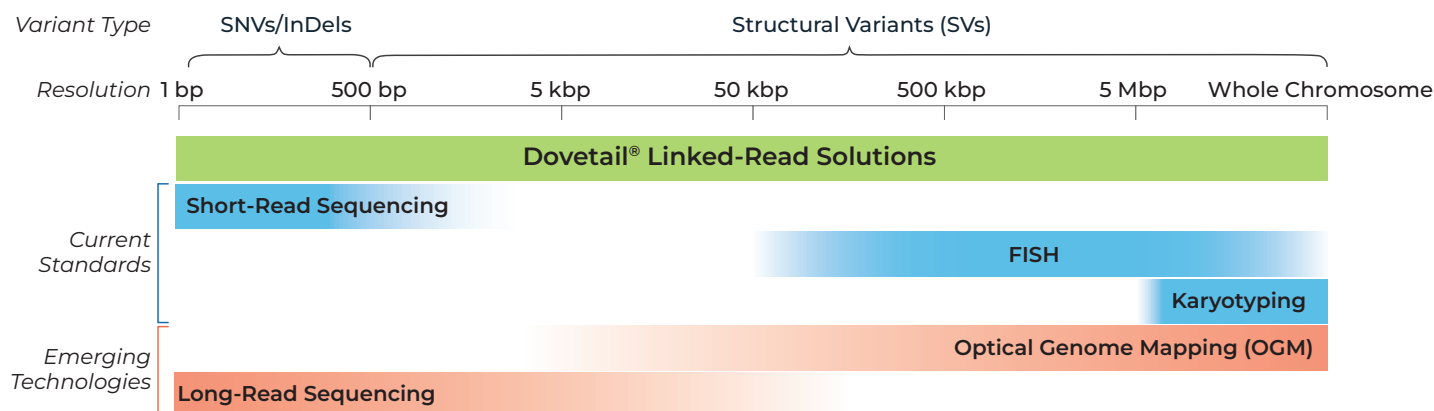 Variant Type SNVs/InDels Structural Variants (SVs)
Resolution 1 bp 500 bp 5 kbp 50 kbp 500 kbp 5 Mbp Whole Chromosome
Dovetail® Linked-Read Solutions
Short-Read Sequencing
Current
Standards
FISH
Karyotyping
Optical Genome Mapping (OGM)
Emerging
Technologies
Long-Read Sequencing